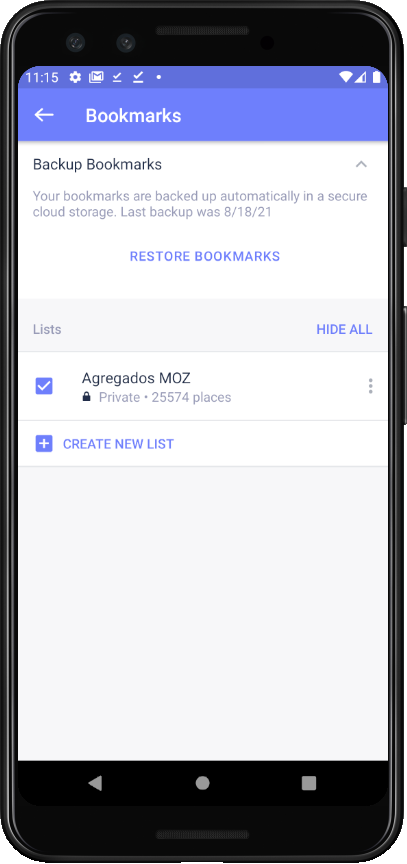 11:15
Bookmarks
Backup Bookmarks
Your bookmarks are backed up automatically in a secure
cloud storage. Last backup was 8/18/21
RESTORE BOOKMARKS
Lists
HIDE ALL
Agregados MOZ
Private • 25574 places
CREATE NEW LIST